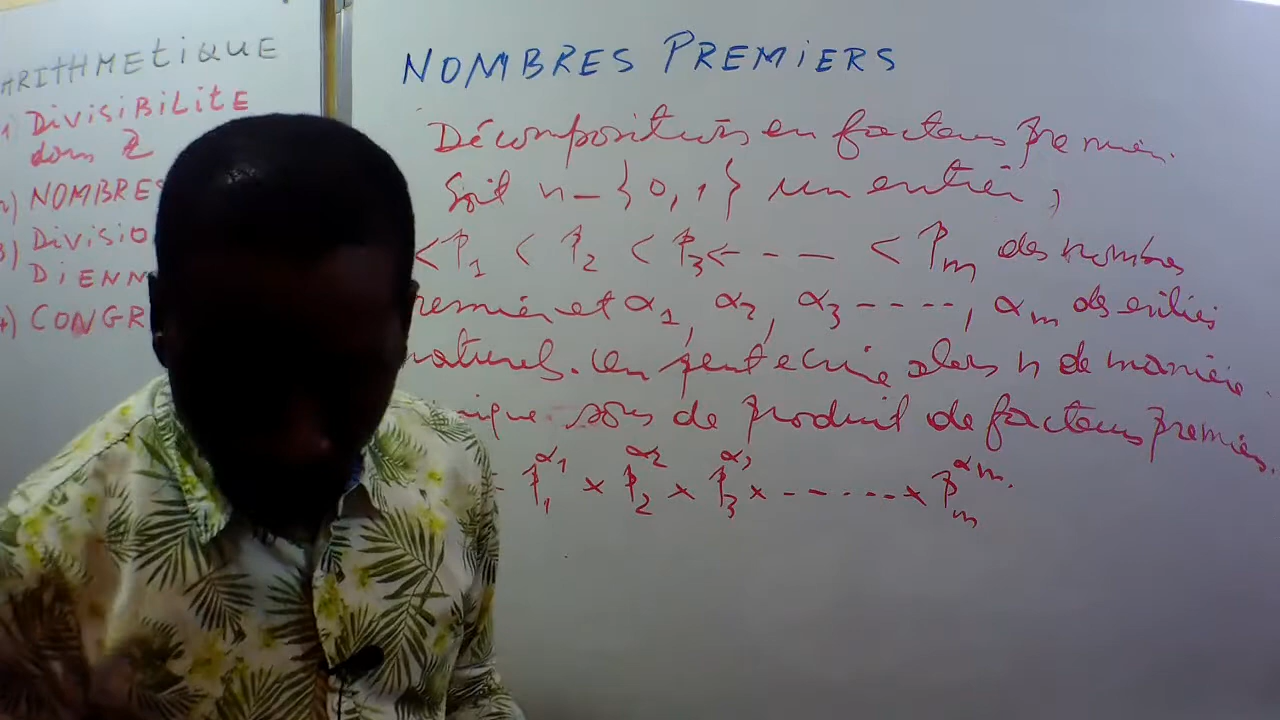 ARITHMETIQUE
1 DIVISIBILITE
dans Z
2) NOMBRES
3) DIVISIO
DIENN
4) CONGR
NOMBRES PREMIERS
Décomposition en facteurs premiers.
Soit n - {0, 1} un entier,
< P₁ < P₂ < P₃ < - - - < Pₘ des nombres
remiers et α₁, α₂, α₃ - - - -, αₘ des entiers
naturels. On peut écrire alors n de manière
nique sous de produit de facteurs premiers.
P₁^α₁ × P₂^α₂ × P₃^α₃ × - - - - - - × Pₘ^αₘ.